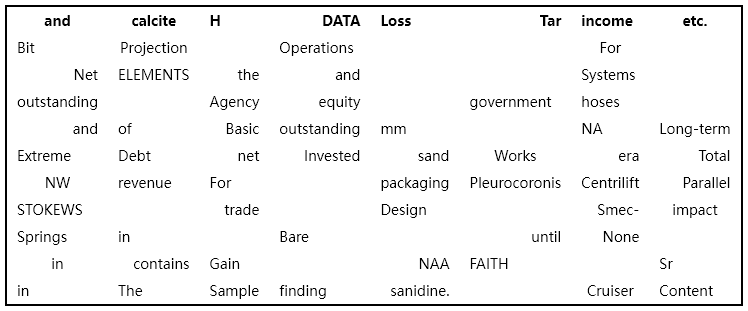 and calcite H DATA Loss Tar income etc.
Bit Projection Operations For
Net ELEMENTS the and Systems
outstanding Agency equity government hoses
and of Basic outstanding mm NA Long-term
Extreme Debt net Invested sand Works era Total
NW revenue For packaging Pleurocoronis Centrilift Parallel
STOKEWS trade Design Smec- impact
Springs in Bare until None
in contains Gain NAA FAITH Sr
in The Sample finding sanidine. Cruiser Content